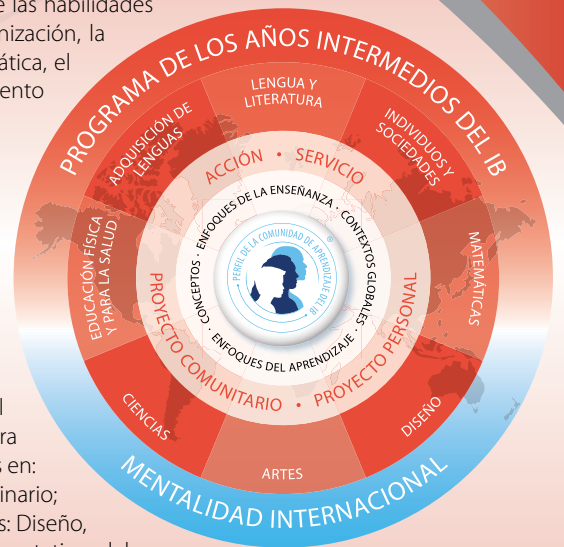 e las habilidades
nización, la
ática, el
ento
PROGRAMA DE LOS AÑOS INTERMEDIOS DEL IB
LENGUA Y
LITERATURA
ADQUISICIÓN DE
LENGUAS
INDIVIDUOS Y
SOCIEDADES
EDUCACIÓN FÍSICA
Y PARA LA SALUD
MATEMÁTICAS
CIENCIAS
ARTES
DISEÑO
ACCIÓN • SERVICIO
PROYECTO COMUNITARIO • PROYECTO PERSONAL
ENFOQUES DE LA ENSEÑANZA · CONTEXTOS GLOBALES ·
CONCEPTOS · ENFOQUES DEL APRENDIZAJE ·
PERFIL DE LA COMUNIDAD DE APRENDIZAJE DEL IB ®
MENTALIDAD INTERNACIONAL
l
ra
s en:
inario;
s: Diseño,